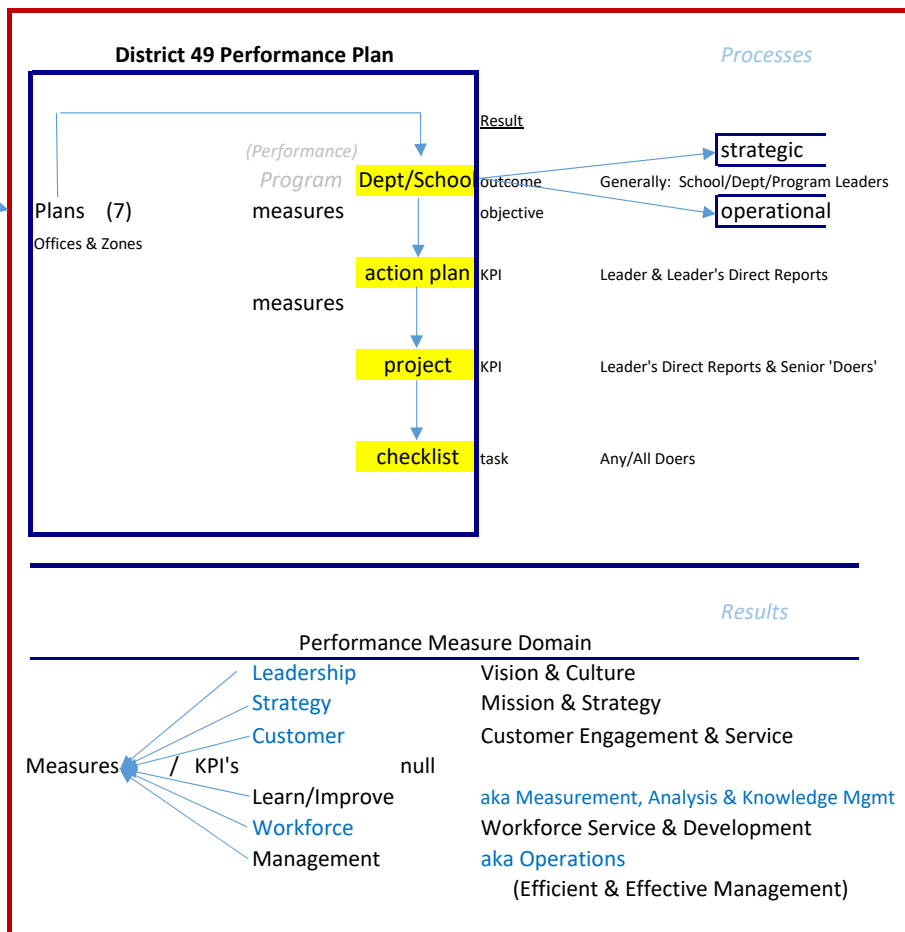 District 49 Performance Plan
Processes
Result
(Performance)
strategic
Program Dept/School outcome Generally: School/Dept/Program Leaders
Plans (7) measures objective operational
Offices & Zones
action plan KPI Leader & Leader's Direct Reports
measures
project KPI Leader's Direct Reports & Senior 'Doers'
checklist task Any/All Doers
Results
Performance Measure Domain
Leadership Vision & Culture
Strategy Mission & Strategy
Customer Customer Engagement & Service
Measures / KPI's null
Learn/Improve aka Measurement, Analysis & Knowledge Mgmt
Workforce Workforce Service & Development
Management aka Operations
(Efficient & Effective Management)